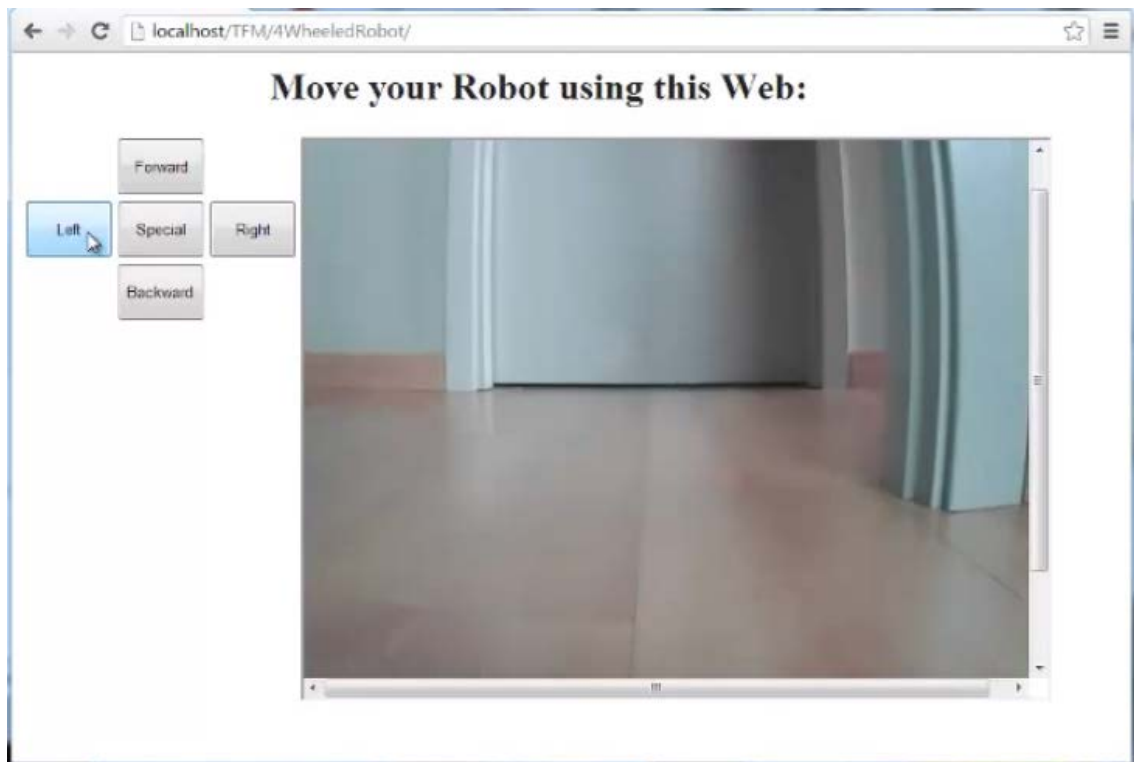 localhost/TFM/4WheeledRobot/
Move your Robot using this Web:
Forward
Left Special Right
Backward